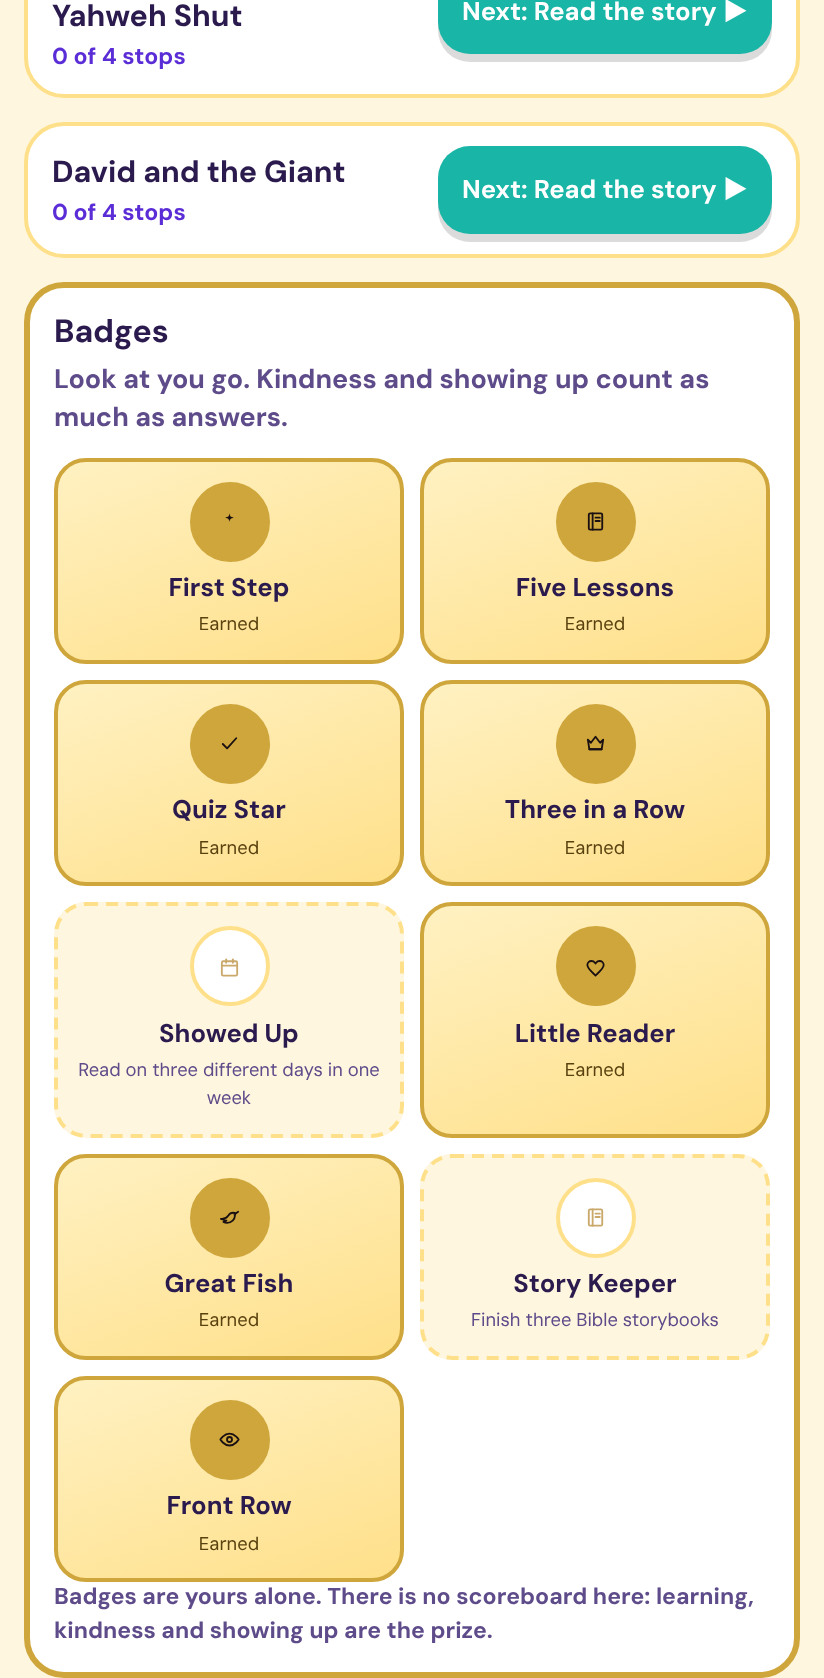 Yahweh Shut
0 of 4 stops
Next: Read the story ▶
David and the Giant
0 of 4 stops
Next: Read the story ▶
Badges
Look at you go. Kindness and showing up count as
much as answers.
First Step
Earned
Five Lessons
Earned
Quiz Star
Earned
Three in a Row
Earned
Showed Up
Read on three different days in one
week
Little Reader
Earned
Great Fish
Earned
Story Keeper
Finish three Bible storybooks
Front Row
Earned
Badges are yours alone. There is no scoreboard here: learning,
kindness and showing up are the prize.